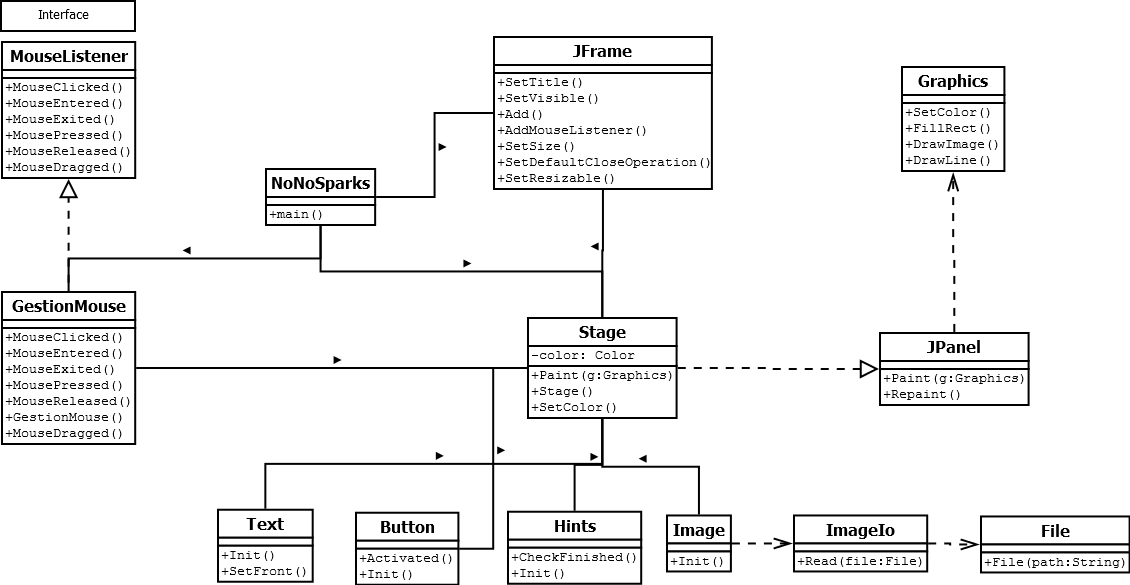 Interface
MouseListener
+MouseClicked()
+MouseEntered()
+MouseExited()
+MousePressed()
+MouseReleased()
+MouseDragged()
JFrame
+SetTitle()
+SetVisible()
+Add()
+AddMouseListener()
+SetSize()
+SetDefaultCloseOperation()
+SetResizable()
Graphics
+SetColor()
+FillRect()
+DrawImage()
+DrawLine()
NoNoSparks
+main()
GestionMouse
+MouseClicked()
+MouseEntered()
+MouseExited()
+MousePressed()
+MouseReleased()
+GestionMouse()
+MouseDragged()
Stage
-color: Color
+Paint(g:Graphics)
+Stage()
+SetColor()
JPanel
+Paint(g:Graphics)
+Repaint()
Text
+Init()
+SetFront()
Button
+Activated()
+Init()
Hints
+CheckFinished()
+Init()
Image
+Init()
ImageIo
+Read(file:File)
File
+File(path:String)